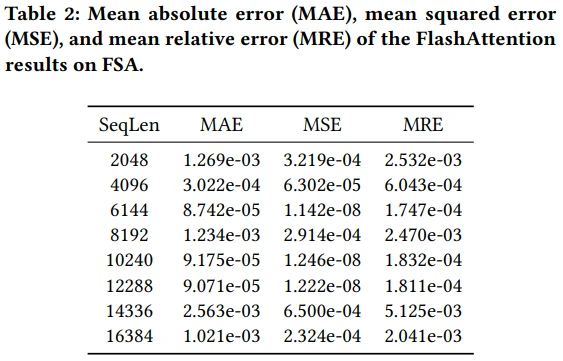 Table 2: Mean absolute error (MAE), mean squared error
(MSE), and mean relative error (MRE) of the FlashAttention
results on FSA.
SeqLen MAE MSE MRE
2048 1.269e-03 3.219e-04 2.532e-03
4096 3.022e-04 6.302e-05 6.043e-04
6144 8.742e-05 1.142e-08 1.747e-04
8192 1.234e-03 2.914e-04 2.470e-03
10240 9.175e-05 1.246e-08 1.832e-04
12288 9.071e-05 1.222e-08 1.811e-04
14336 2.563e-03 6.500e-04 5.125e-03
16384 1.021e-03 2.324e-04 2.041e-03